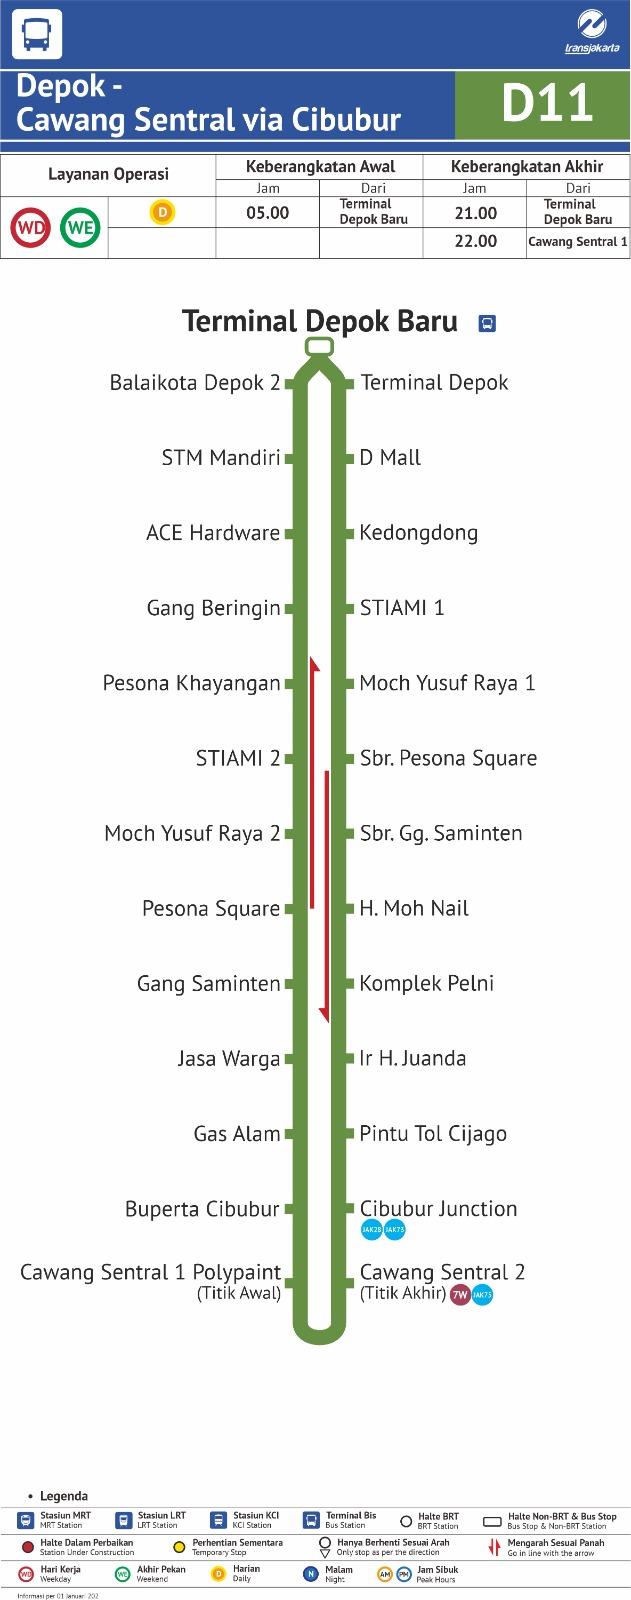 transjakarta
Depok -
Cawang Sentral via Cibubur
D11
Layanan Operasi
Keberangkatan Awal
Keberangkatan Akhir
Jam
Dari
Jam
Dari
WD
WE
D
05.00
Terminal
Depok Baru
21.00
Terminal
Depok Baru
22.00
Cawang Sentral 1
Terminal Depok Baru
Balaikota Depok 2
Terminal Depok
STM Mandiri
D Mall
ACE Hardware
Kedongdong
Gang Beringin
STIAMI 1
Pesona Khayangan
Moch Yusuf Raya 1
STIAMI 2
Sbr. Pesona Square
Moch Yusuf Raya 2
Sbr. Gg. Saminten
Pesona Square
H. Moh Nail
Gang Saminten
Komplek Pelni
Jasa Warga
Ir H. Juanda
Gas Alam
Pintu Tol Cijago
Buperta Cibubur
Cibubur Junction
JAK28
JAK73
Cawang Sentral 1 Polypaint
(Titik Awal)
Cawang Sentral 2
(Titik Akhir)
7W
JAK73
• Legenda
Stasiun MRT
MRT Station
Stasiun LRT
LRT Station
Stasiun KCI
KCI Station
Terminal Bis
Bus Station
Halte BRT
BRT Station
Halte Non-BRT & Bus Stop
Bus Stop & Non-BRT Station
Halte Dalam Perbaikan
Station Under Construction
Perhentian Sementara
Temporary Stop
Hanya Berhenti Sesuai Arah
Only stop as per the direction
Mengarah Sesuai Panah
Go in line with the arrow
WD
Hari Kerja
Weekday
WE
Akhir Pekan
Weekend
D
Harian
Daily
N
Malam
Night
AM
PM
Jam Sibuk
Peak Hours
Informasi per 01 Januari 202